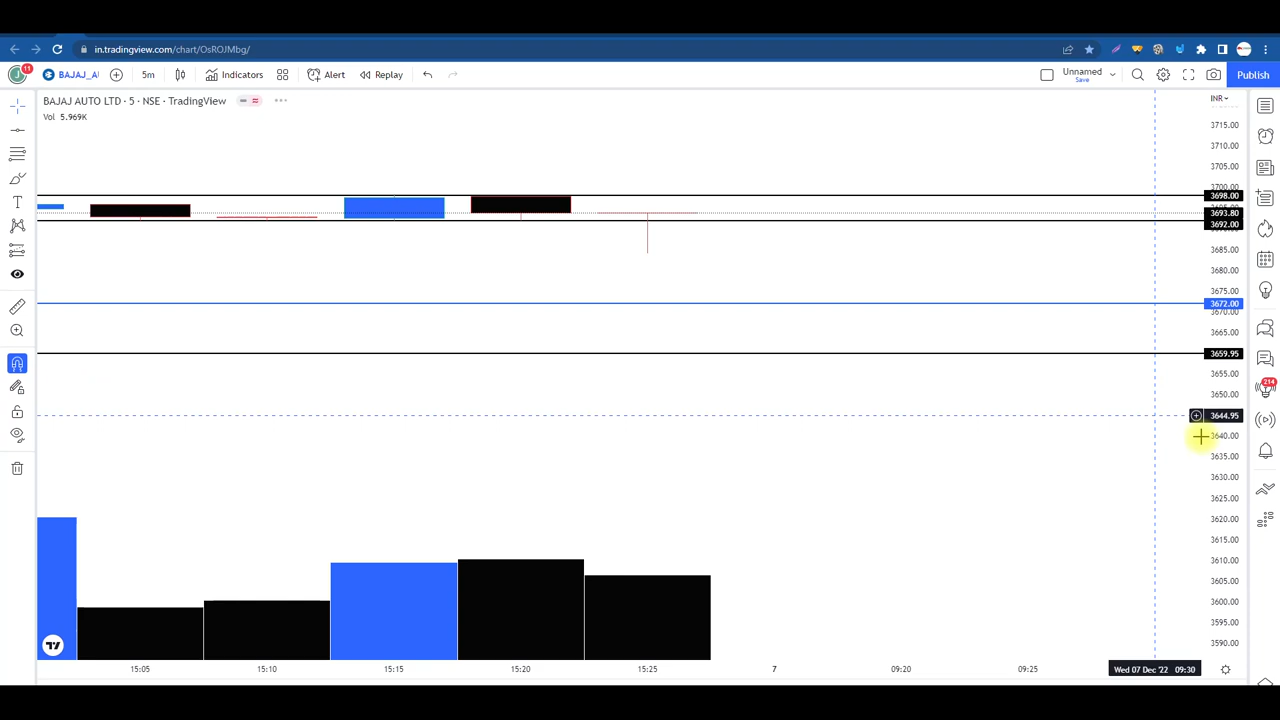 in.tradingview.com/chart/OsROJMbg/
J
11
BAJAJ_AU
5m
Indicators
Alert
Replay
Unnamed
Save
Publish
BAJAJ AUTO LTD · 5 · NSE · TradingView
INR
Vol 5.969K
3715.00
3710.00
3705.00
3700.00
3698.00
3693.80
3692.00
3685.00
3680.00
3675.00
3672.00
3670.00
3665.00
3659.95
3655.00
3650.00
3644.95
3640.00
3635.00
3630.00
3625.00
3620.00
3615.00
3610.00
3605.00
3600.00
3595.00
3590.00
214
15:05
15:10
15:15
15:20
15:25
7
09:20
09:25
Wed 07 Dec '22 09:30